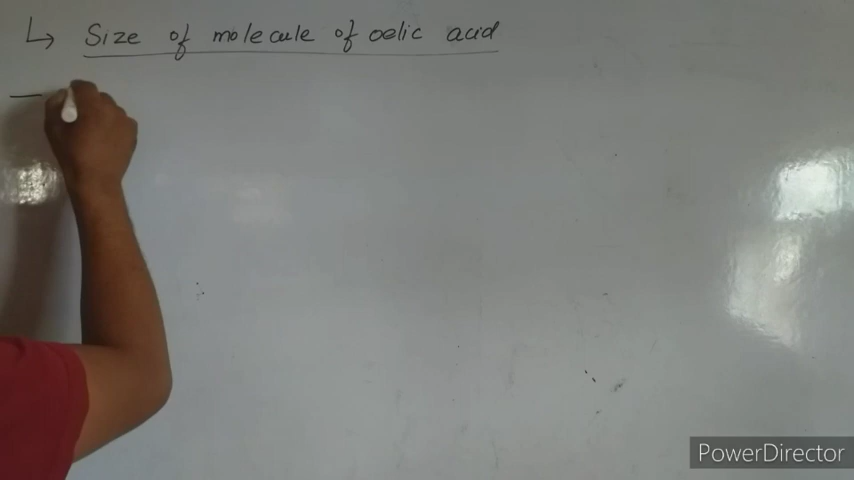 ↳ Size of molecule of oelic acid
PowerDirector